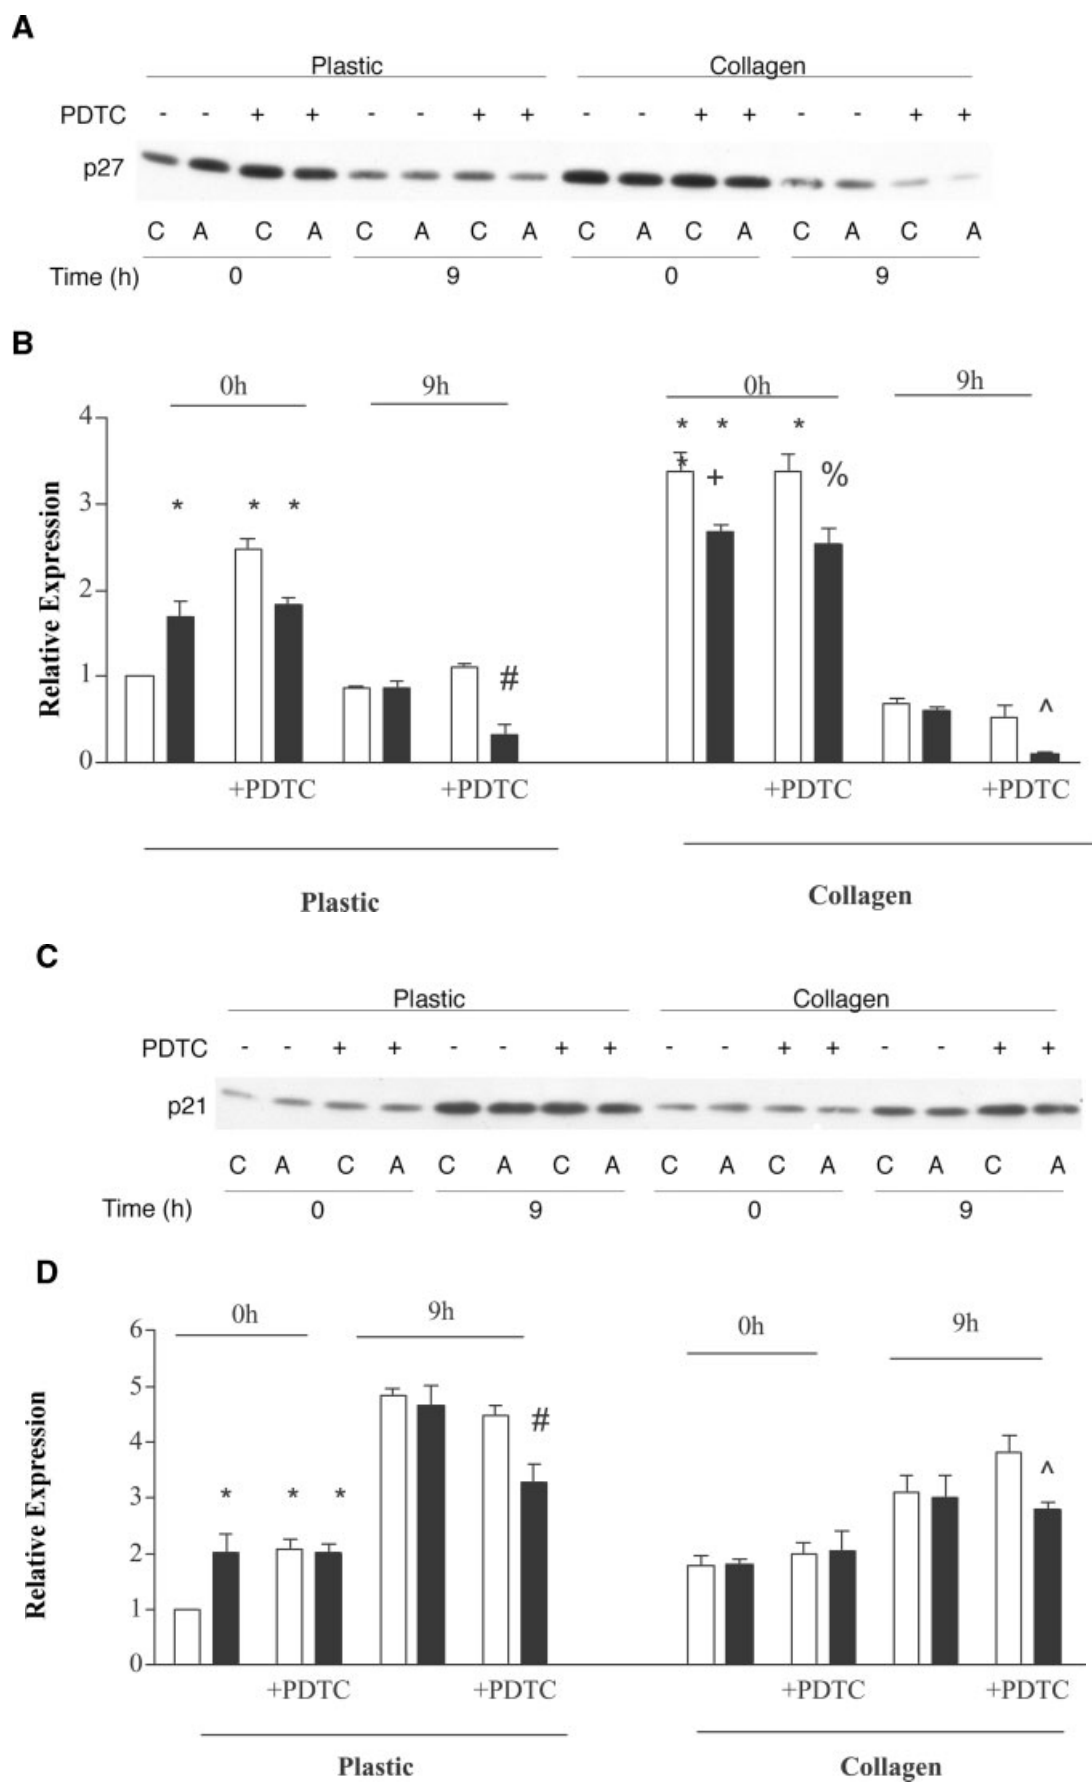 A
Plastic Collagen
PDTC - - + + - - + + - - + + - - + +
p27
C A C A C A C A C A C A C A C A
Time (h) 0 9 0 9
B
0h 9h 0h 9h
4
3
2
1
0
Relative Expression
* * * # * * * * + % ^
+PDTC +PDTC +PDTC +PDTC
Plastic Collagen
C
Plastic Collagen
PDTC - - + + - - + + - - + + - - + +
p21
C A C A C A C A C A C A C A C A
Time (h) 0 9 0 9
D
0h 9h 0h 9h
6
5
4
3
2
1
0
Relative Expression
* * * # ^
+PDTC +PDTC +PDTC +PDTC
Plastic Collagen